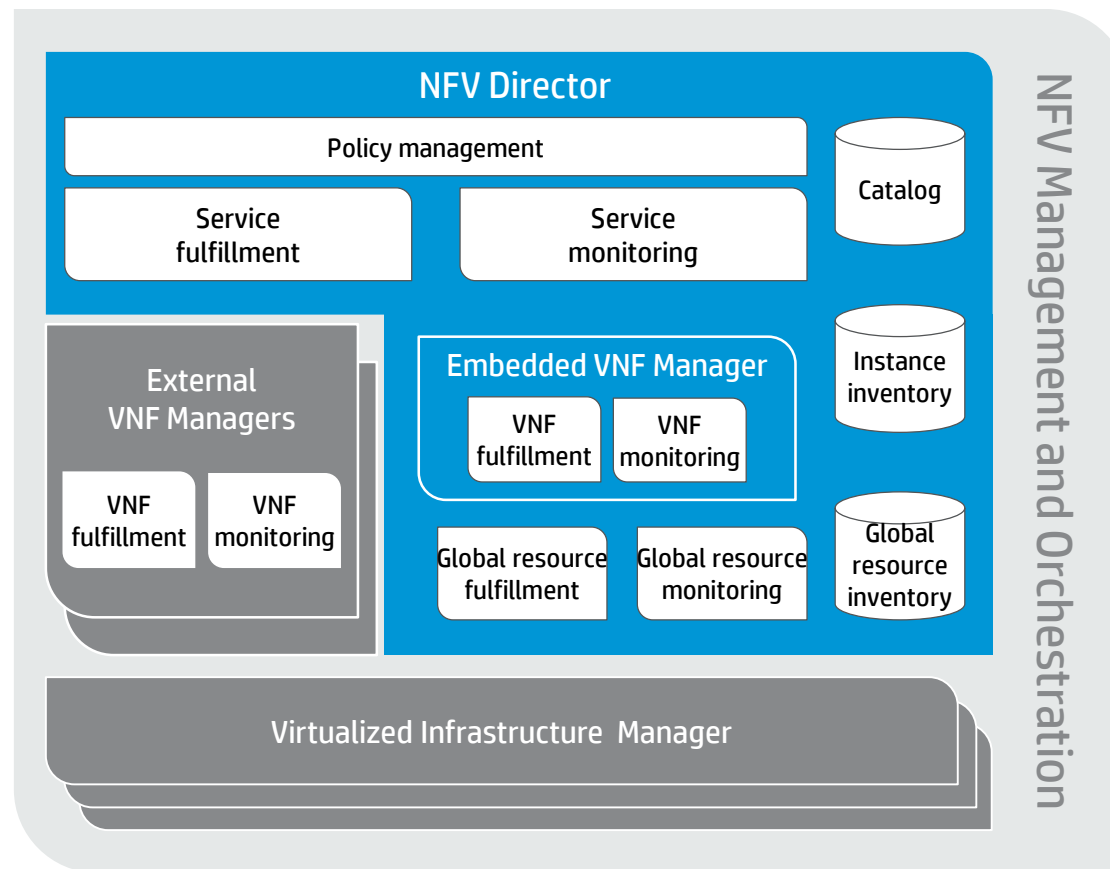 NFV Director
Policy management
Service
fulfillment
Service
monitoring
Catalog
External
VNF Managers
VNF
fulfillment
VNF
monitoring
Embedded VNF Manager
VNF
fulfillment
VNF
monitoring
Instance
inventory
Global resource
fulfillment
Global resource
monitoring
Global
resource
inventory
Virtualized Infrastructure Manager
NFV Management and Orchestration